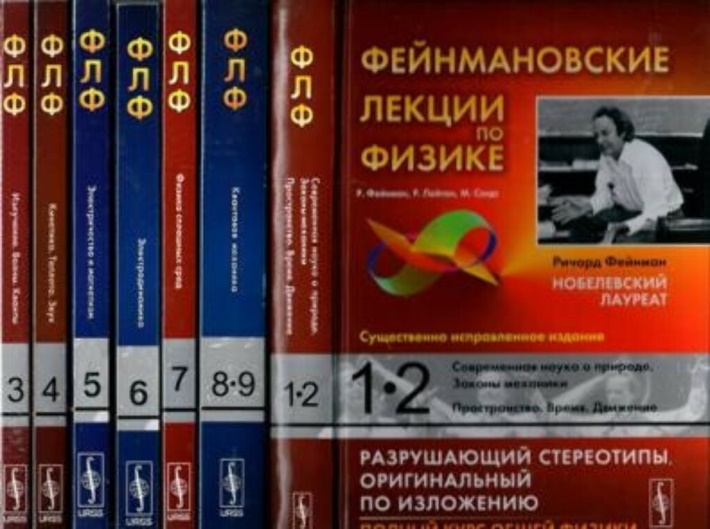 ФЛФ
Излучение. Волны. Кванты
3
URSS
ФЛФ
Кинетика. Теплота. Звук
4
URSS
ФЛФ
Электричество и магнетизм
5
URSS
ФЛФ
Электродинамика
6
URSS
ФЛФ
Физика сплошных сред
7
URSS
ФЛФ
Квантовая механика
8•9
URSS
ФЛФ
Современная наука о природе.
Законы механики
Пространство. Время. Движение
1•2
URSS
ФЕЙНМАНОВСКИЕ
ЛЕКЦИИ
ПО
ФИЗИКЕ
Р. Фейнман, Р. Лейтон, М. Сэндс
Ричард Фейнман
НОБЕЛЕВСКИЙ
ЛАУРЕАТ
Существенно исправленное издание
1•2
Современная наука о природе.
Законы механики
Пространство. Время. Движение
РАЗРУШАЮЩИЙ СТЕРЕОТИПЫ,
ОРИГИНАЛЬНЫЙ
ПО ИЗЛОЖЕНИЮ
ПОЛНЫЙ КУРС ОБЩЕЙ ФИЗИКИ